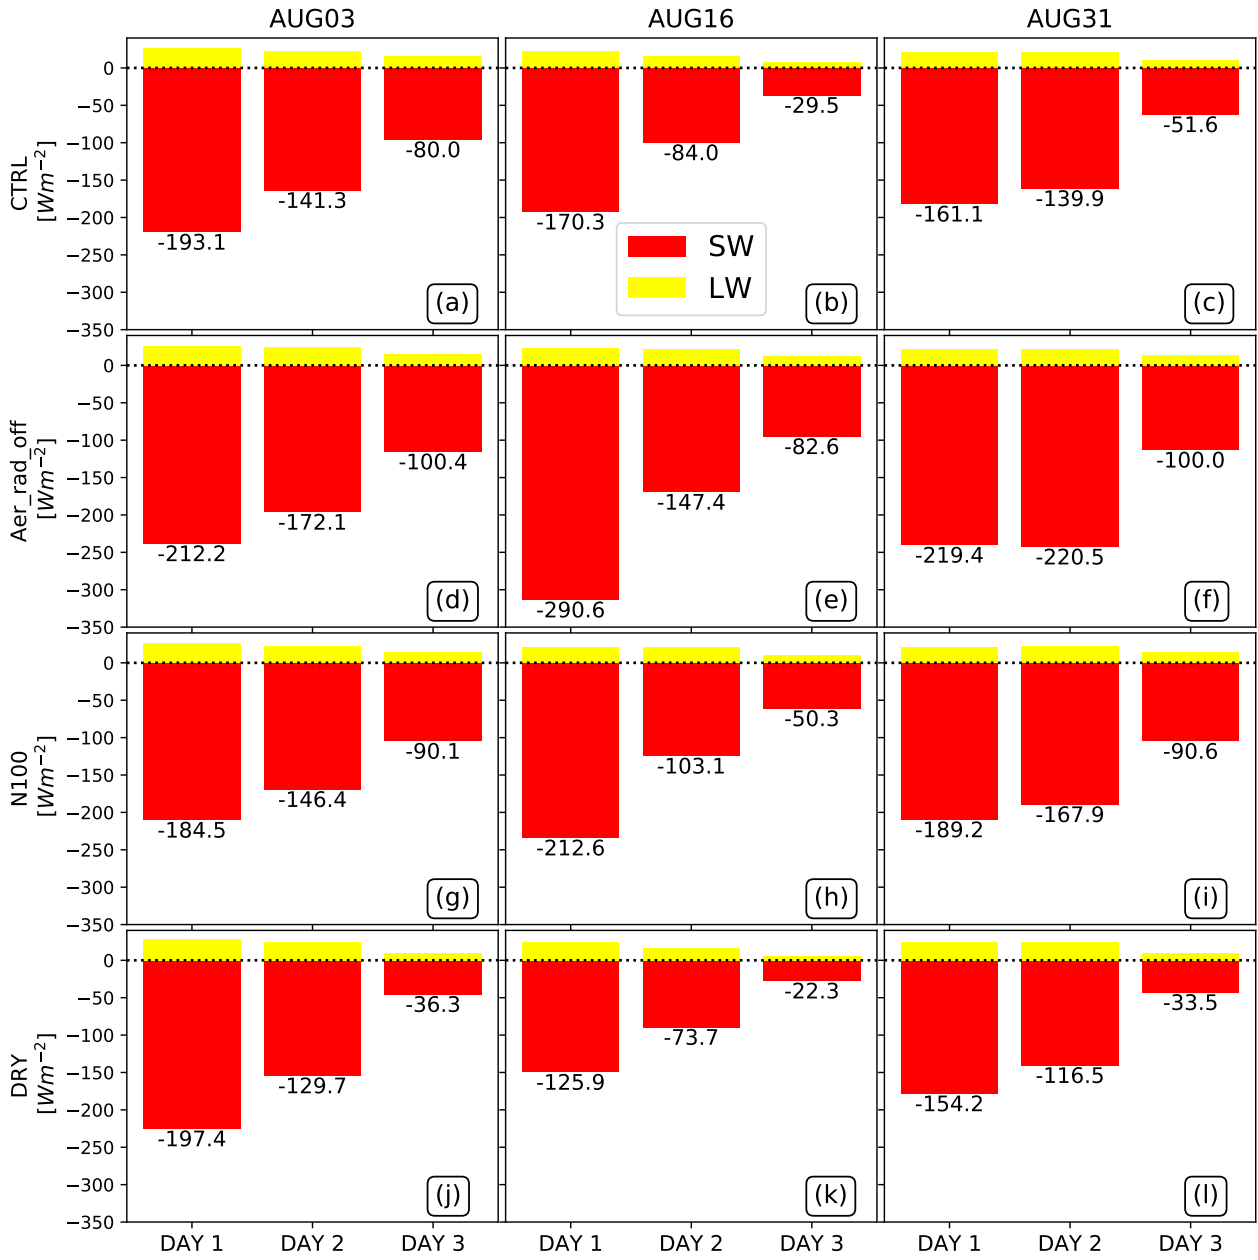 AUG03 AUG16 AUG31
CTRL
[Wm⁻²]
0
−50
−100
−150
−200
−250
−300
−350
-193.1
-141.3
-80.0
(a)
-170.3
-84.0
-29.5
SW
LW
(b)
-161.1
-139.9
-51.6
(c)
Aer_rad_off
[Wm⁻²]
0
−50
−100
−150
−200
−250
−300
−350
-212.2
-172.1
-100.4
(d)
-290.6
-147.4
-82.6
(e)
-219.4
-220.5
-100.0
(f)
N100
[Wm⁻²]
0
−50
−100
−150
−200
−250
−300
−350
-184.5
-146.4
-90.1
(g)
-212.6
-103.1
-50.3
(h)
-189.2
-167.9
-90.6
(i)
DRY
[Wm⁻²]
0
−50
−100
−150
−200
−250
−300
−350
-197.4
-129.7
-36.3
(j)
-125.9
-73.7
-22.3
(k)
-154.2
-116.5
-33.5
(l)
DAY 1 DAY 2 DAY 3 DAY 1 DAY 2 DAY 3 DAY 1 DAY 2 DAY 3